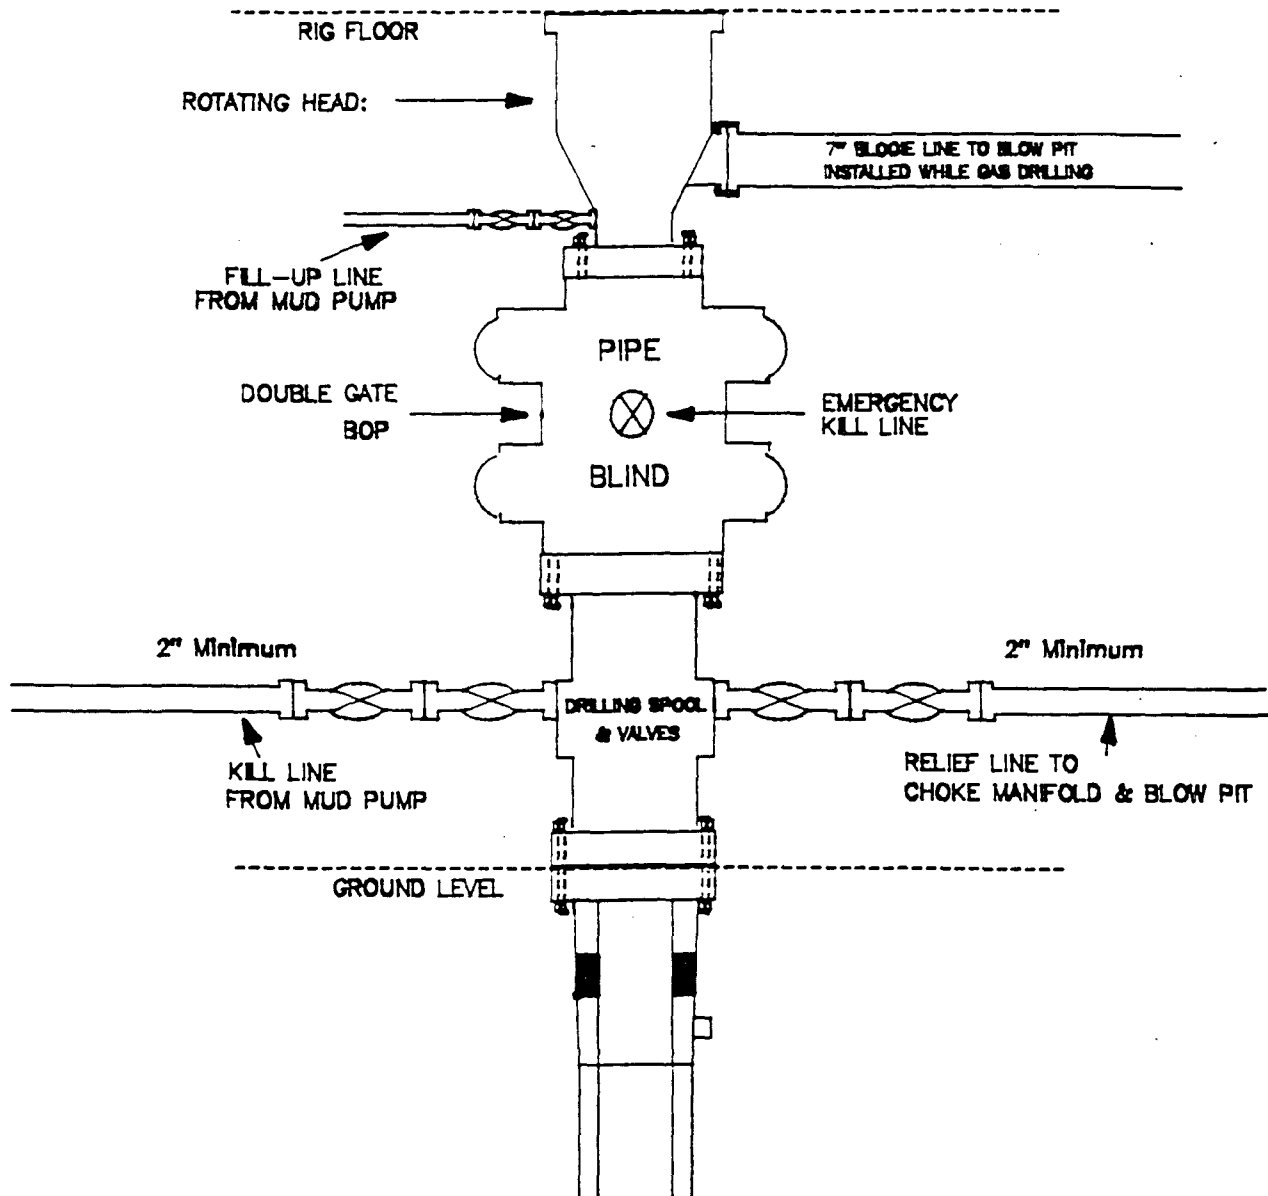 RIG FLOOR
ROTATING HEAD:
7" BLOOIE LINE TO BLOW PIT
INSTALLED WHILE GAS DRILLING
FILL-UP LINE
FROM MUD PUMP
PIPE
DOUBLE GATE
BOP
EMERGENCY
KILL LINE
BLIND
2" Minimum
2" Minimum
DRILLING SPOOL
& VALVES
KILL LINE
FROM MUD PUMP
RELIEF LINE TO
CHOKE MANIFOLD & BLOW PIT
GROUND LEVEL